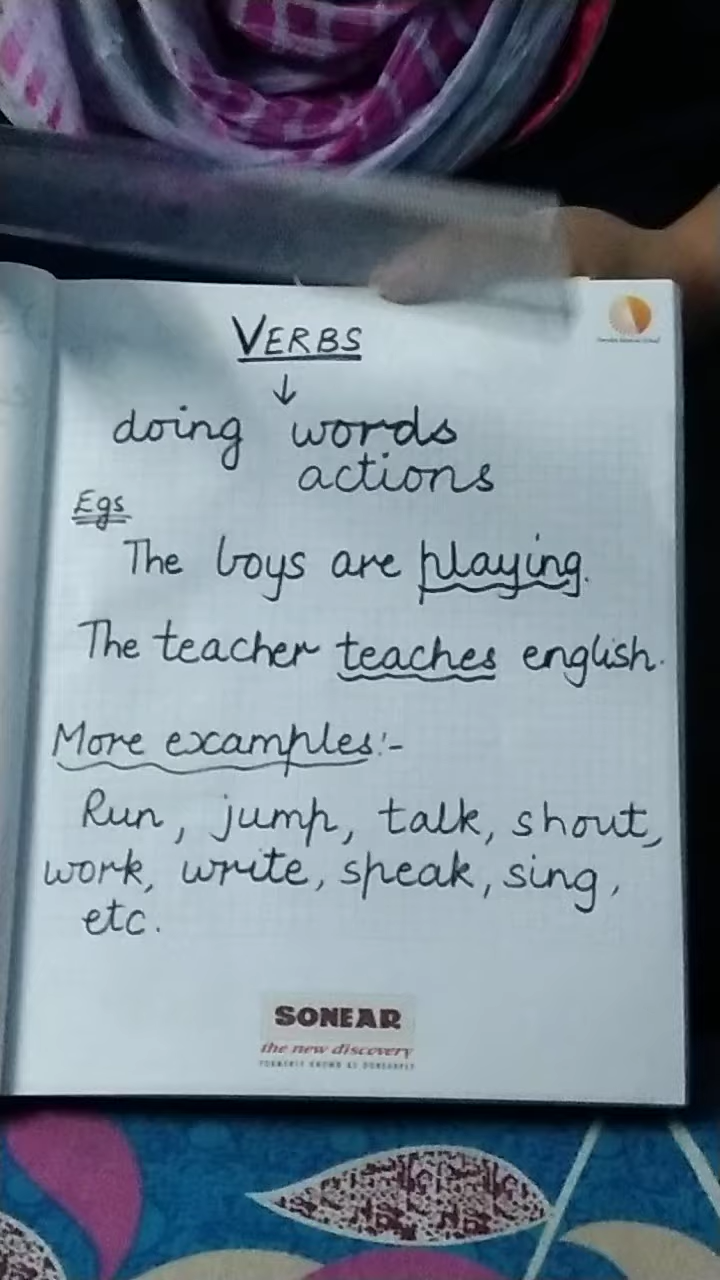 VERBS
↓
doing words
actions
Egs
The boys are playing.
The teacher teaches english.
More examples:-
Run, jump, talk, shout,
work, write, speak, sing,
etc.
SONEAR
the new discovery